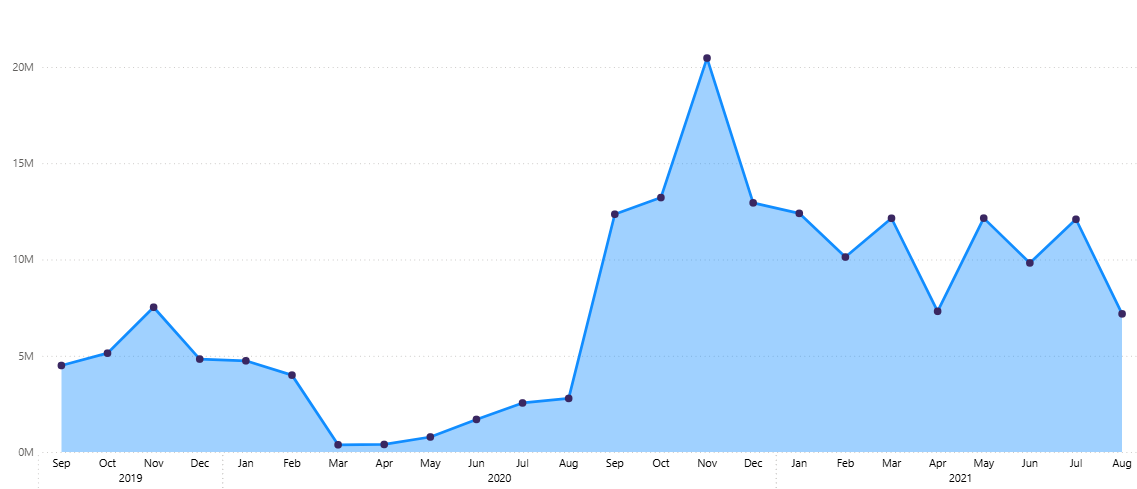 20M
15M
10M
5M
0M
Sep Oct Nov Dec Jan Feb Mar Apr May Jun Jul Aug Sep Oct Nov Dec Jan Feb Mar Apr May Jun Jul Aug
2019 2020 2021